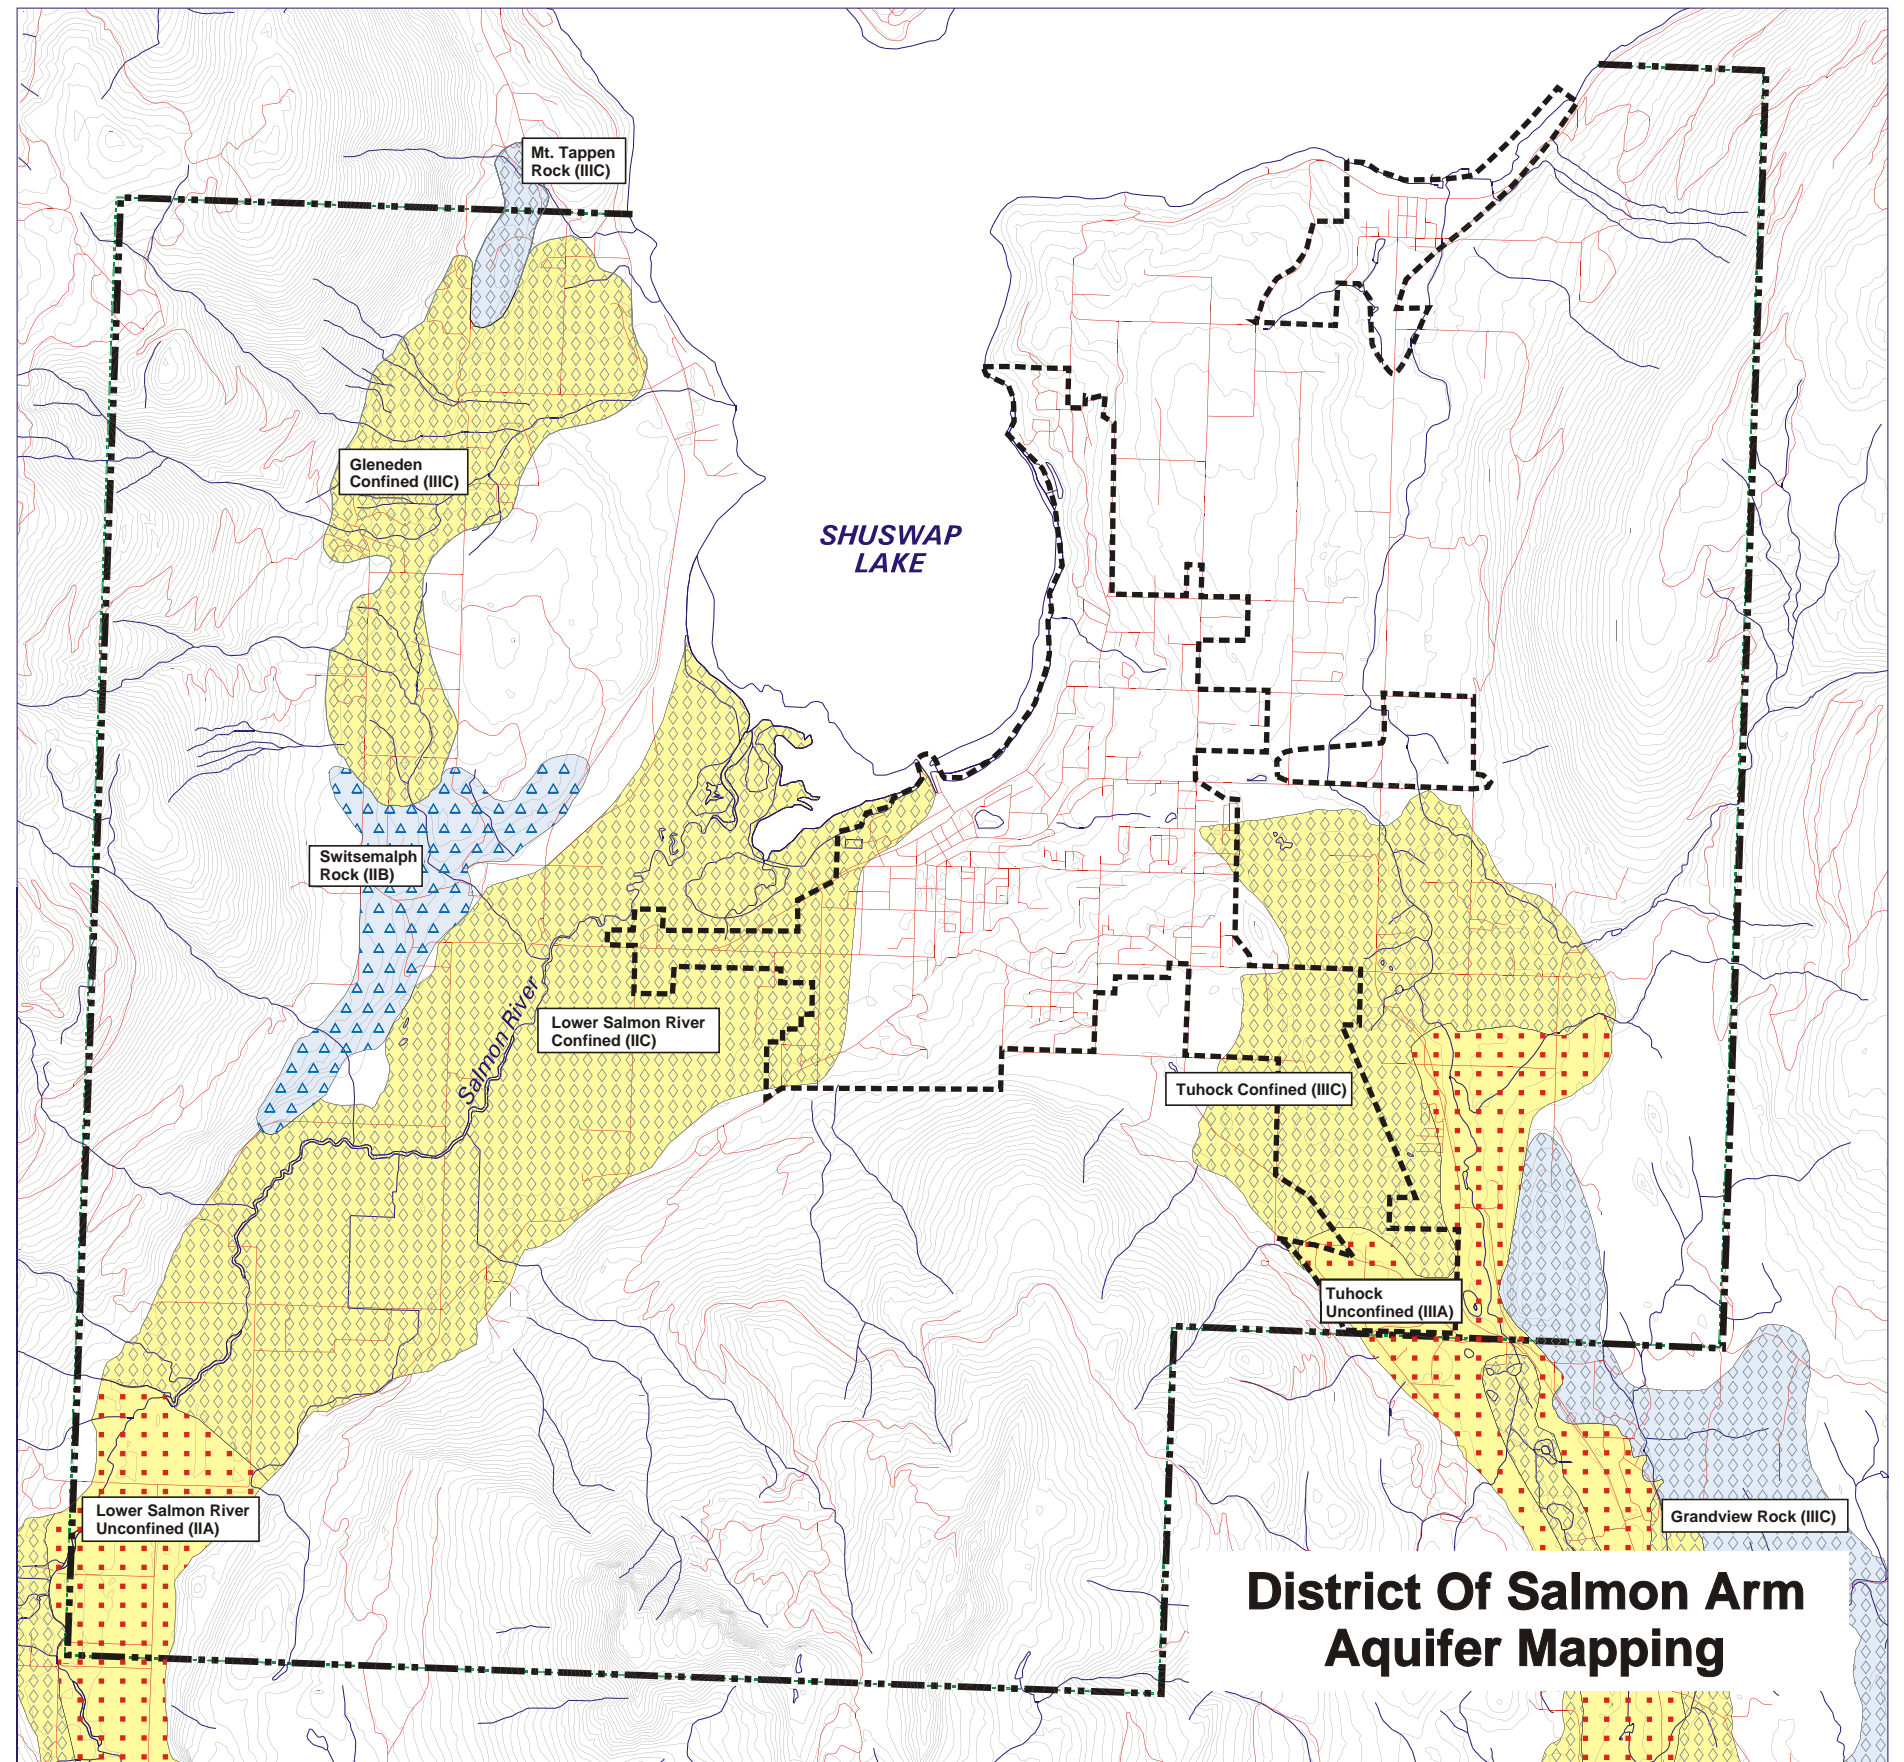 Mt. Tappen
Rock (IIIC)
Gleneden
Confined (IIIC)
SHUSWAP
LAKE
Switsemalph
Rock (IIB)
Salmon River
Lower Salmon River
Confined (IIC)
Tuhock Confined (IIIC)
Tuhock
Unconfined (IIIA)
Lower Salmon River
Unconfined (IIA)
Grandview Rock (IIIC)
District Of Salmon Arm
Aquifer Mapping